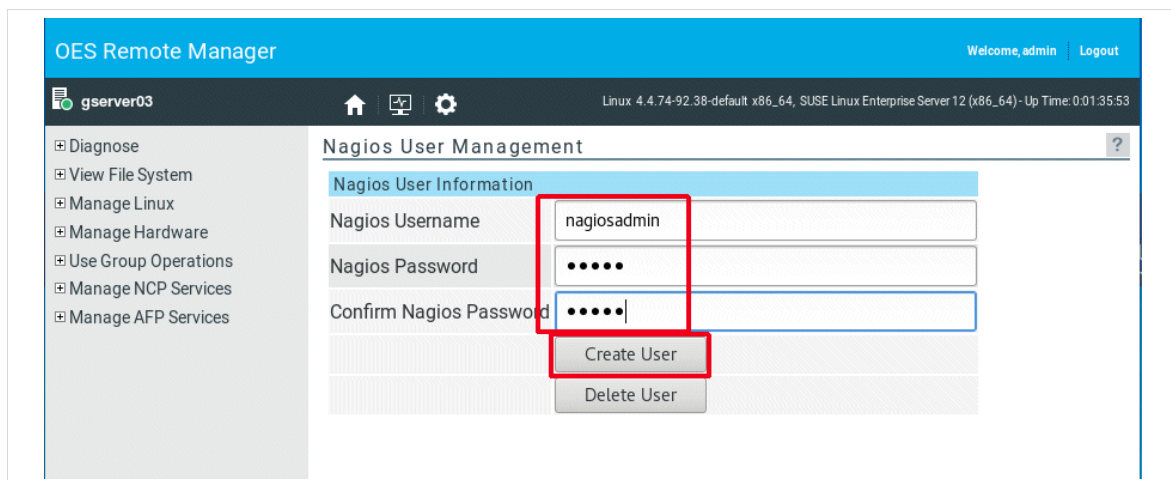 OES Remote Manager
Welcome, admin Logout
gserver03
Linux 4.4.74-92.38-default x86_64, SUSE Linux Enterprise Server 12 (x86_64) - Up Time: 0:01:35:53
Diagnose
View File System
Manage Linux
Manage Hardware
Use Group Operations
Manage NCP Services
Manage AFP Services
Nagios User Management ?
Nagios User Information
Nagios Username nagiosadmin
Nagios Password •••••
Confirm Nagios Password •••••
Create User
Delete User